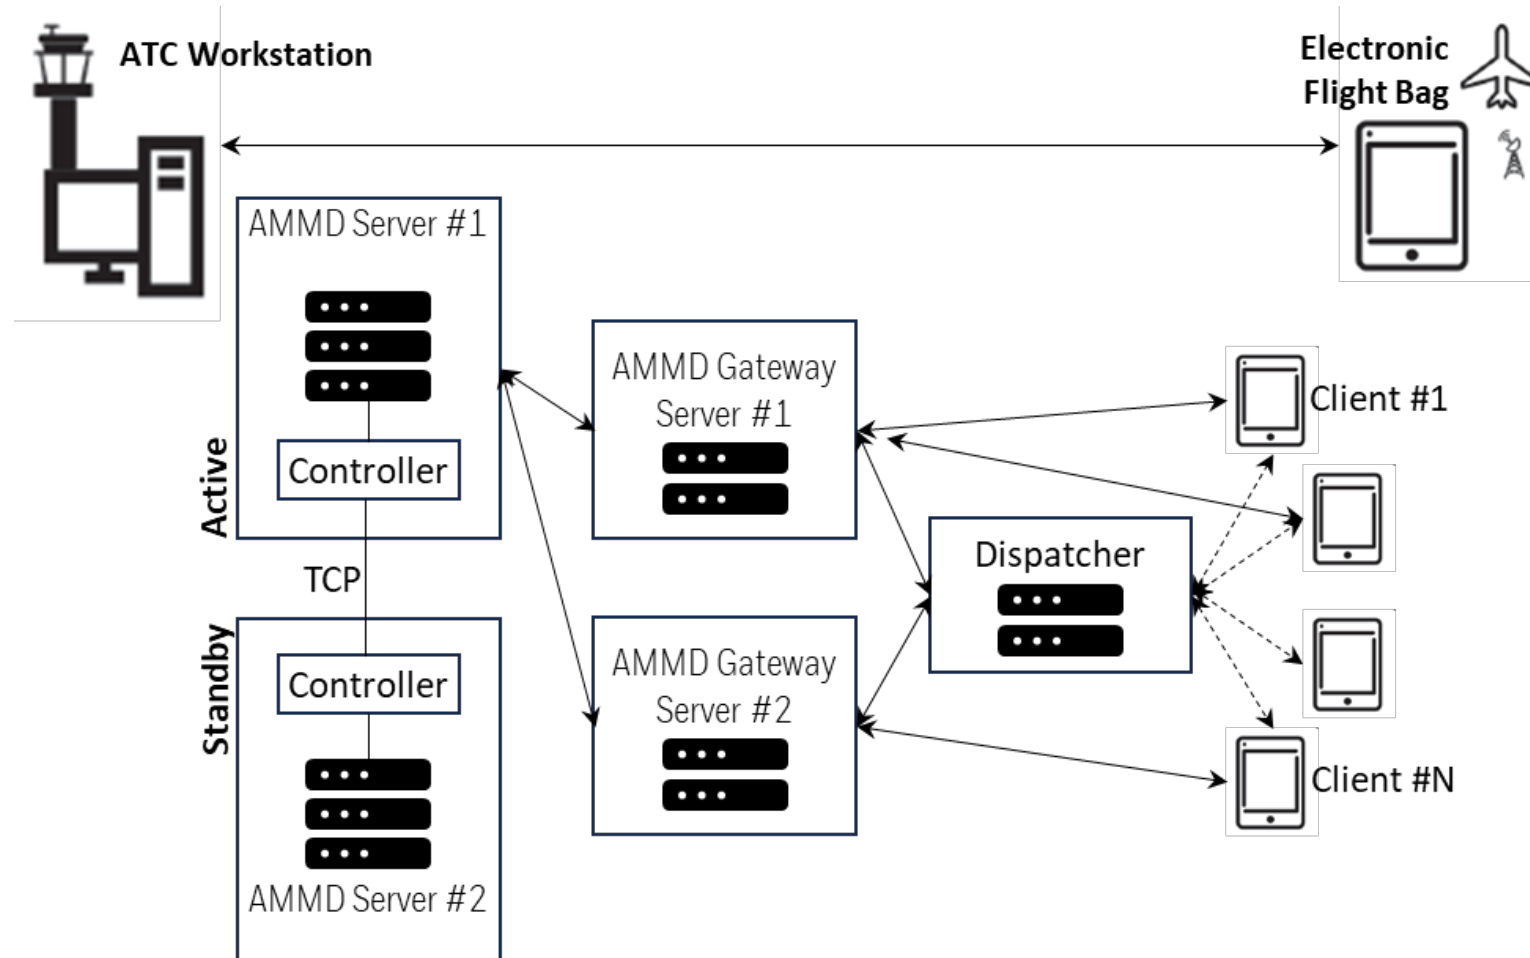 ATC Workstation
Electronic
Flight Bag
AMMD Server #1
Controller
Active
TCP
Standby
Controller
AMMD Server #2
AMMD Gateway
Server #1
AMMD Gateway
Server #2
Dispatcher
Client #1
Client #N